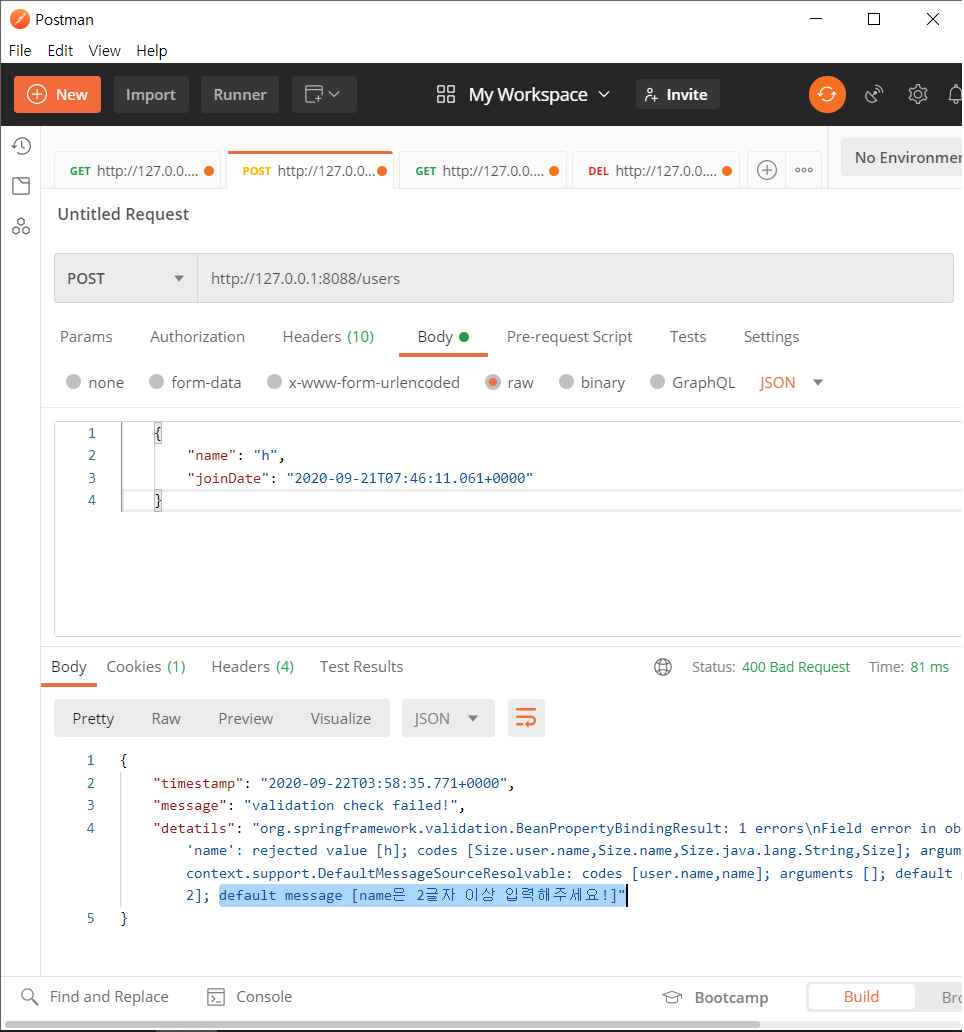 Postman
File Edit View Help
New Import Runner My Workspace Invite
GET http://127.0.0.... POST http://127.0.0... GET http://127.0.0.... DEL http://127.0.0.... No Environmen
Untitled Request
POST http://127.0.0.1:8088/users
Params Authorization Headers (10) Body Pre-request Script Tests Settings
none form-data x-www-form-urlencoded raw binary GraphQL JSON
1 {
2 "name": "h",
3 "joinDate": "2020-09-21T07:46:11.061+0000"
4 }
Body Cookies (1) Headers (4) Test Results Status: 400 Bad Request Time: 81 ms
Pretty Raw Preview Visualize JSON
1 {
2 "timestamp": "2020-09-22T03:58:35.771+0000",
3 "message": "validation check failed!",
4 "detatils": "org.springframework.validation.BeanPropertyBindingResult: 1 errors\nField error in ob
'name': rejected value [h]; codes [Size.user.name,Size.name,Size.java.lang.String,Size]; argum
context.support.DefaultMessageSourceResolvable: codes [user.name,name]; arguments []; default m
2]; default message [name은 2글자 이상 입력해주세요!]"
5 }
Find and Replace Console Bootcamp Build Bro